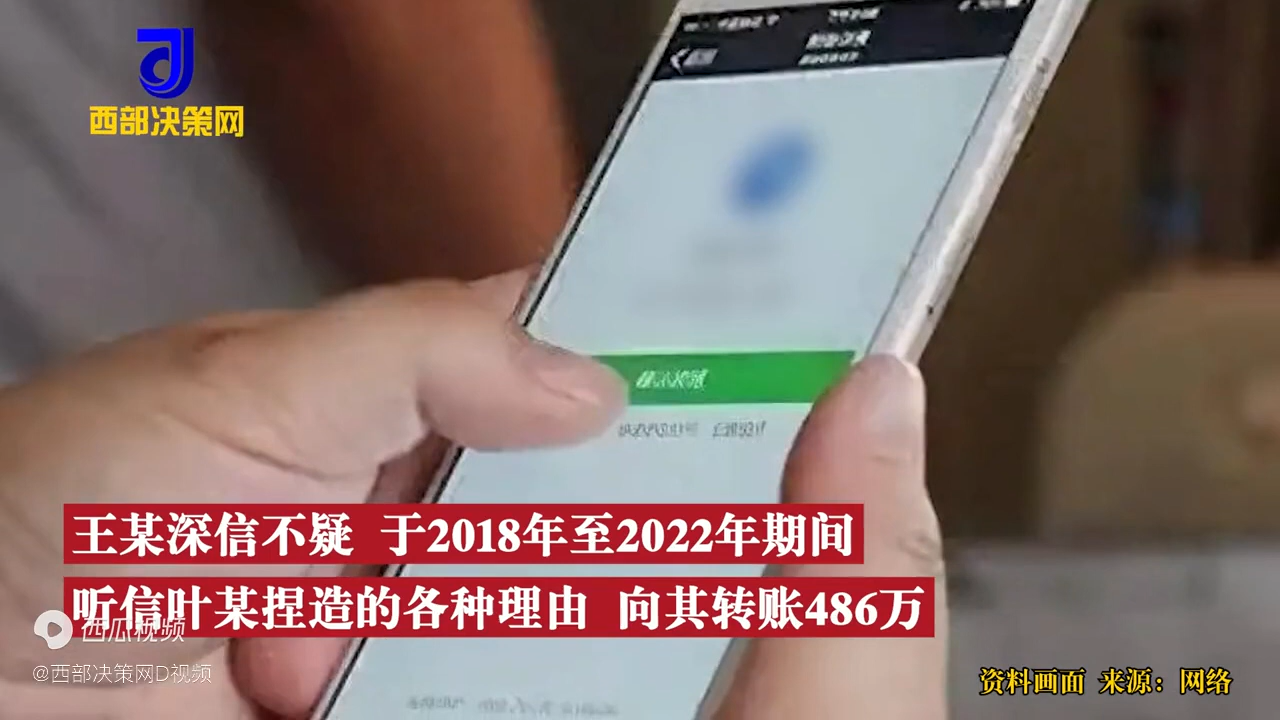 西部决策网
王某深信不疑 于2018年至2022年期间
听信叶某捏造的各种理由 向其转账486万
西瓜视频
@西部决策网D视频
资料画面 来源：网络